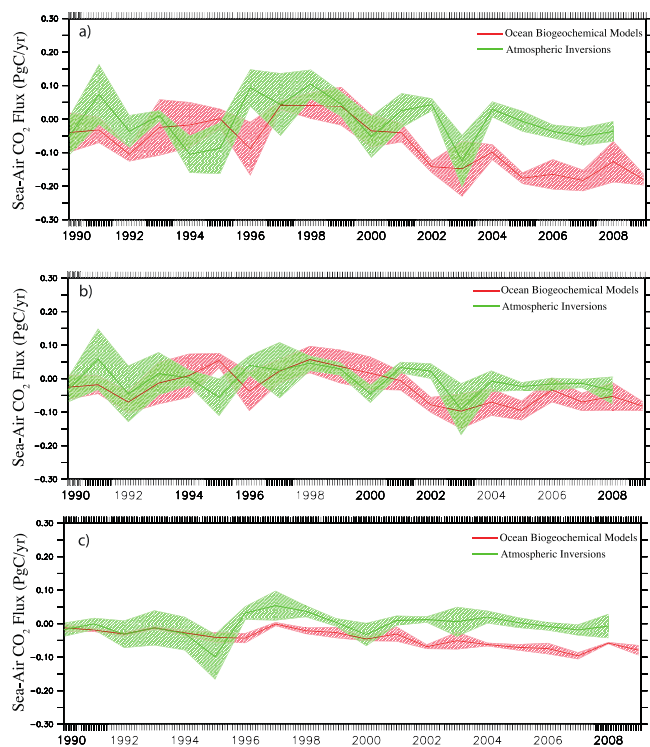 a)
Ocean Biogeochemical Models
Atmospheric Inversions
Sea-Air CO₂ Flux (PgC/yr)
0.30
0.20
0.10
0.00
−0.10
−0.20
−0.30
1990 1992 1994 1996 1998 2000 2002 2004 2006 2008
b)
Ocean Biogeochemical Models
Atmospheric Inversions
Sea-Air CO₂ Flux (PgC/yr)
0.30
0.20
0.10
0.00
−0.10
−0.20
−0.30
1990 1992 1994 1996 1998 2000 2002 2004 2006 2008
c)
Ocean Biogeochemical Models
Atmospheric Inversions
Sea-Air CO₂ Flux (PgC/yr)
0.30
0.20
0.10
0.00
−0.10
−0.20
−0.30
1990 1992 1994 1996 1998 2000 2002 2004 2006 2008